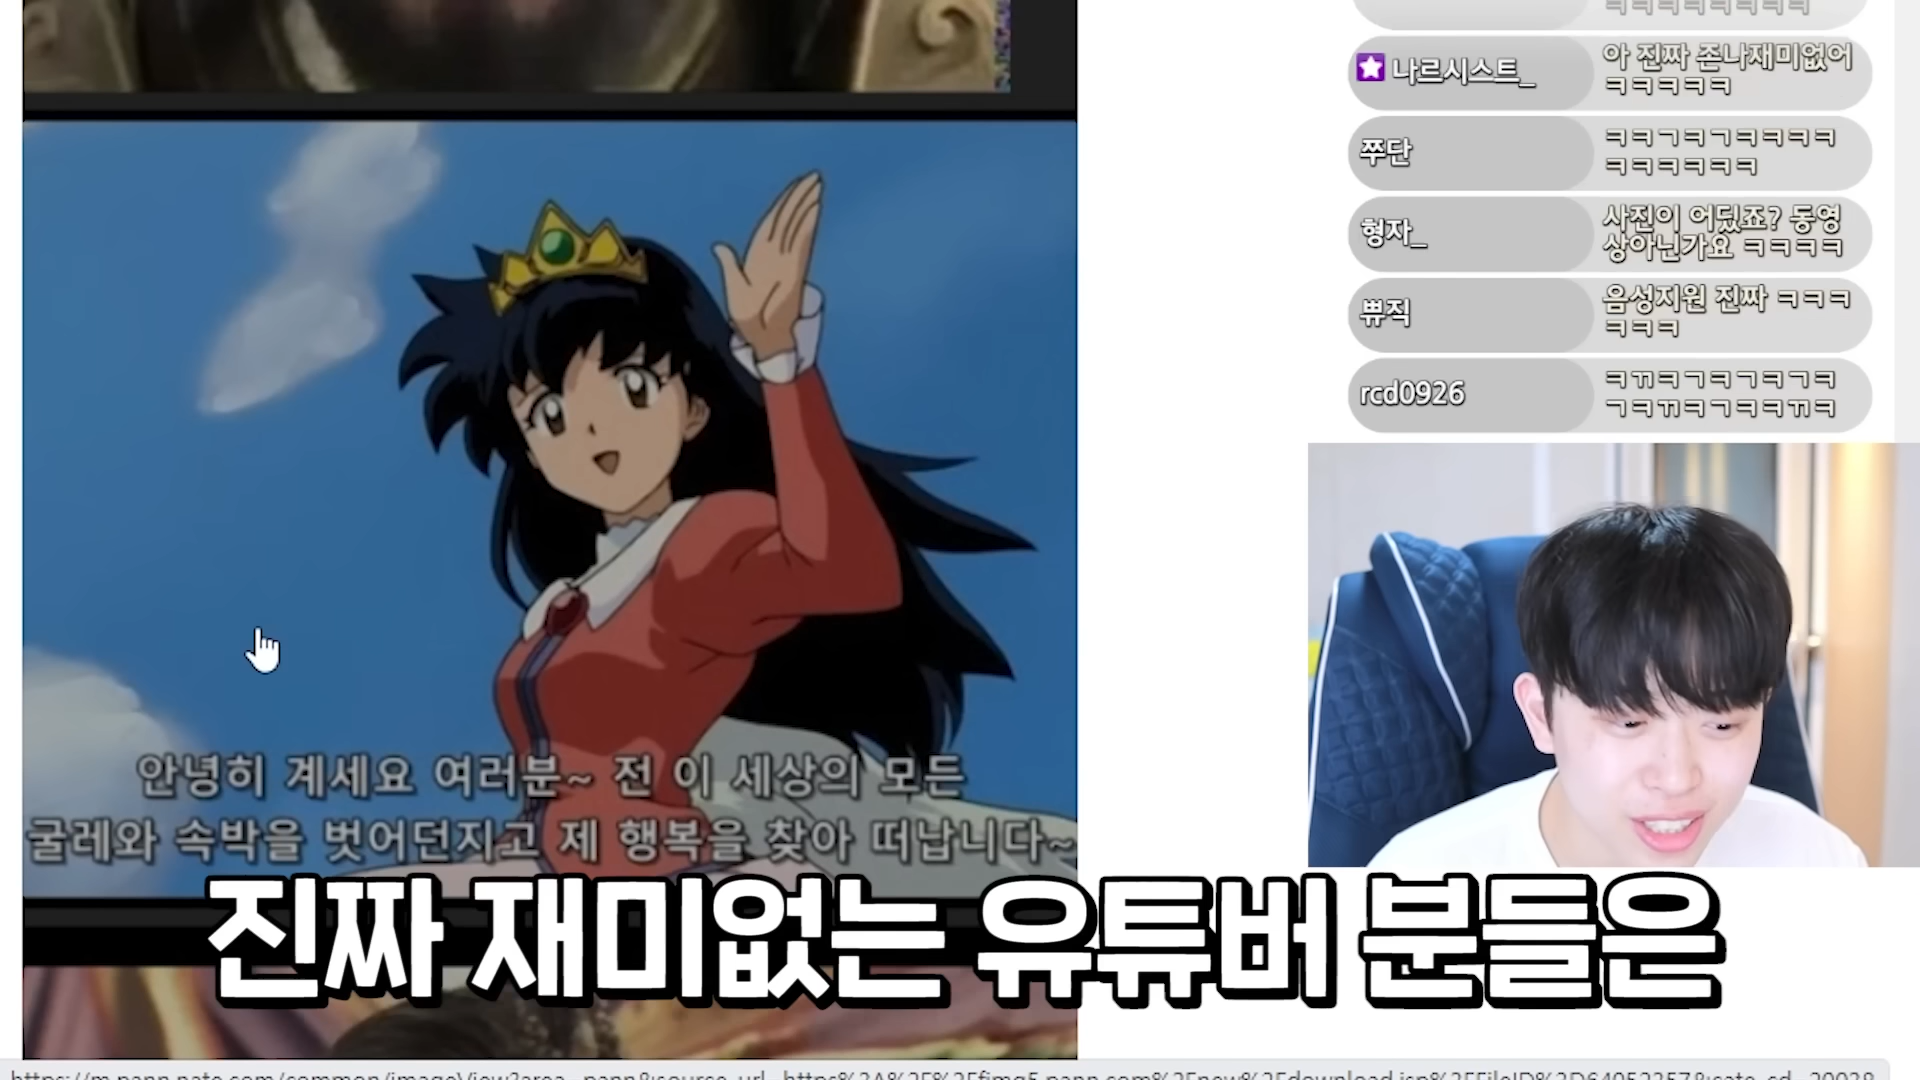 나르시스트_
아 진짜 존나재미없어
ㅋㅋㅋㅋㅋ
쭈단
ㅋㅋㄱㅋㄱㅋㅋㅋㅋ
ㅋㅋㅋㅋㅋㅋ
형자_
사진이 어딨죠? 동영
상아닌가요 ㅋㅋㅋㅋ
쀼직
음성지원 진짜 ㅋㅋㅋ
ㅋㅋㅋ
rcd0926
ㅋㄲㅋㄱㅋㄱㅋㄱㅋ
ㄱㅋㄲㅋㄱㅋㅋㄲㅋ
안녕히 계세요 여러분~ 전 이 세상의 모든
굴레와 속박을 벗어던지고 제 행복을 찾아 떠납니다~
진짜 재미없는 유튜버 분들은